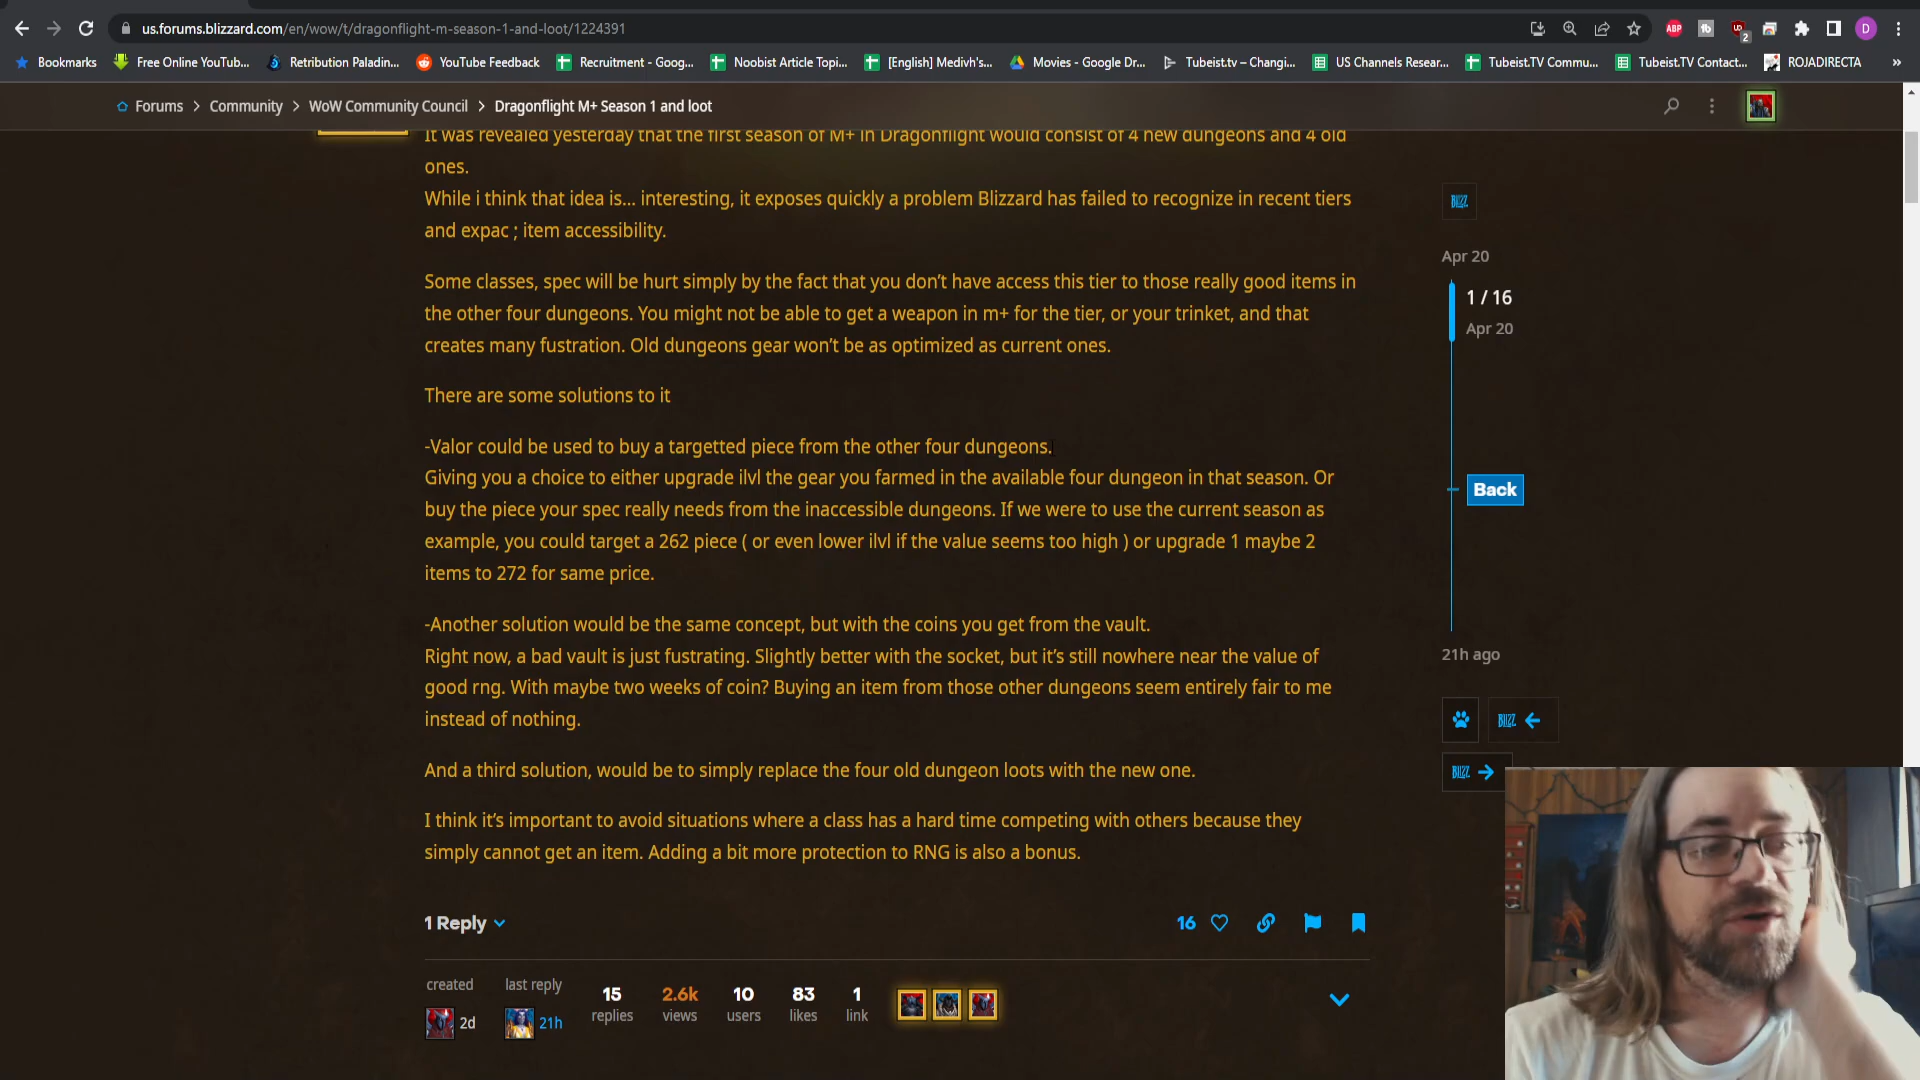 us.forums.blizzard.com/en/wow/t/dragonflight-m-season-1-and-loot/1224391
ABP
tb
2
D
Bookmarks
Free Online YouTub...
Retribution Paladin...
YouTube Feedback
Recruitment - Goog...
Noobist Article Topi...
[English] Medivh's...
Movies - Google Dr...
Tubeist.tv – Changi...
US Channels Resear...
Tubeist.TV Commu...
Tubeist.TV Contact...
ROJADIRECTA
»
Forums > Community > WoW Community Council > Dragonflight M+ Season 1 and loot
It was revealed yesterday that the first season of M+ in Dragonflight would consist of 4 new dungeons and 4 old
ones.
While i think that idea is... interesting, it exposes quickly a problem Blizzard has failed to recognize in recent tiers
and expac ; item accessibility.
Some classes, spec will be hurt simply by the fact that you don't have access this tier to those really good items in
the other four dungeons. You might not be able to get a weapon in m+ for the tier, or your trinket, and that
creates many fustration. Old dungeons gear won't be as optimized as current ones.
There are some solutions to it
-Valor could be used to buy a targetted piece from the other four dungeons.
Giving you a choice to either upgrade ilvl the gear you farmed in the available four dungeon in that season. Or
buy the piece your spec really needs from the inaccessible dungeons. If we were to use the current season as
example, you could target a 262 piece ( or even lower ilvl if the value seems too high ) or upgrade 1 maybe 2
items to 272 for same price.
-Another solution would be the same concept, but with the coins you get from the vault.
Right now, a bad vault is just fustrating. Slightly better with the socket, but it's still nowhere near the value of
good rng. With maybe two weeks of coin? Buying an item from those other dungeons seem entirely fair to me
instead of nothing.
And a third solution, would be to simply replace the four old dungeon loots with the new one.
I think it's important to avoid situations where a class has a hard time competing with others because they
simply cannot get an item. Adding a bit more protection to RNG is also a bonus.
1 Reply
16
created
2d
last reply
21h
15
replies
2.6k
views
10
users
83
likes
1
link
BLIZZ
Apr 20
1 / 16
Apr 20
Back
21h ago
BLIZZ
BLIZZ